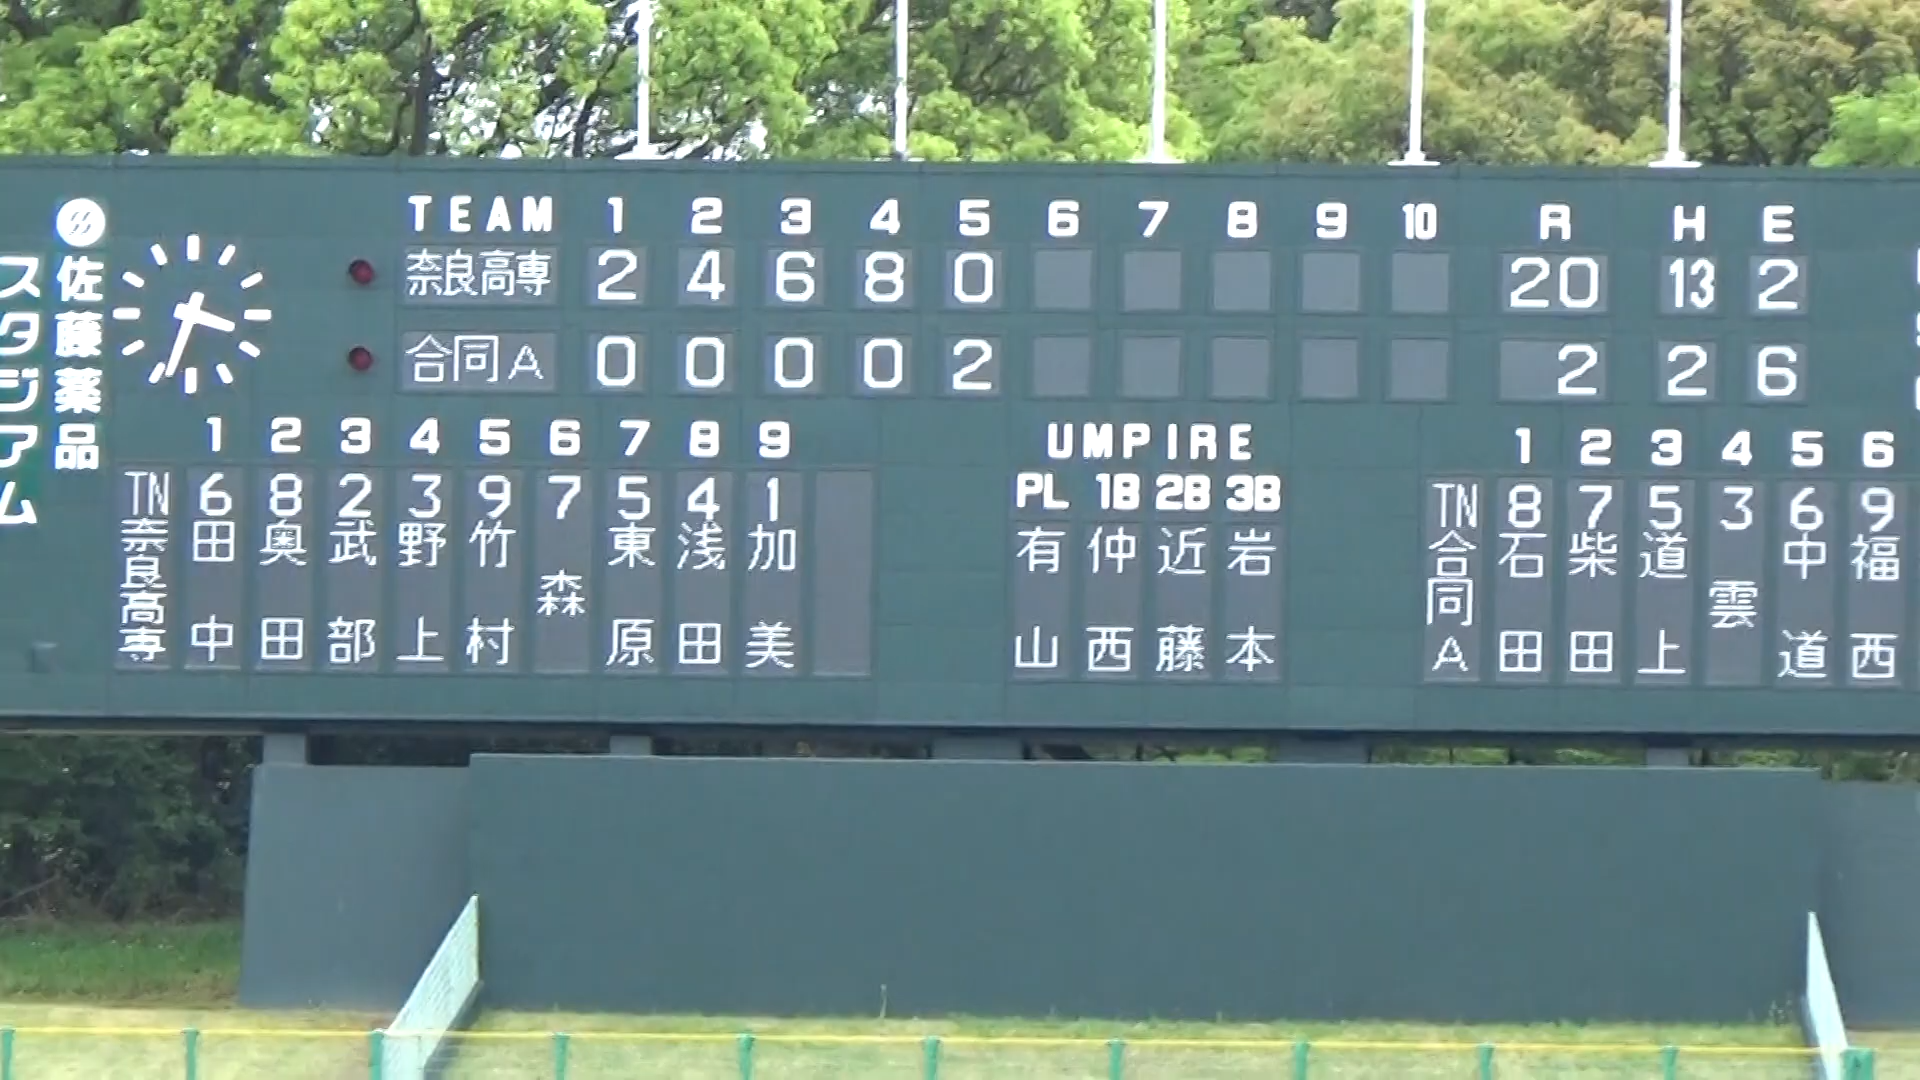 佐藤薬品
スタジアム
TEAM 1 2 3 4 5 6 7 8 9 10 R H E
奈良高専 2 4 6 8 0 20 13 2
合同A 0 0 0 0 2 2 2 6
1 2 3 4 5 6 7 8 9
TN 6 8 2 3 9 7 5 4 1
奈良高専 田中 奥田 武部 野上 竹村 森 東原 浅田 加美
UMPIRE
PL 1B 2B 3B
有山 仲西 近藤 岩本
1 2 3 4 5 6
TN 8 7 5 3 6 9
合同A 石田 柴田 道上 雲 中道 福西